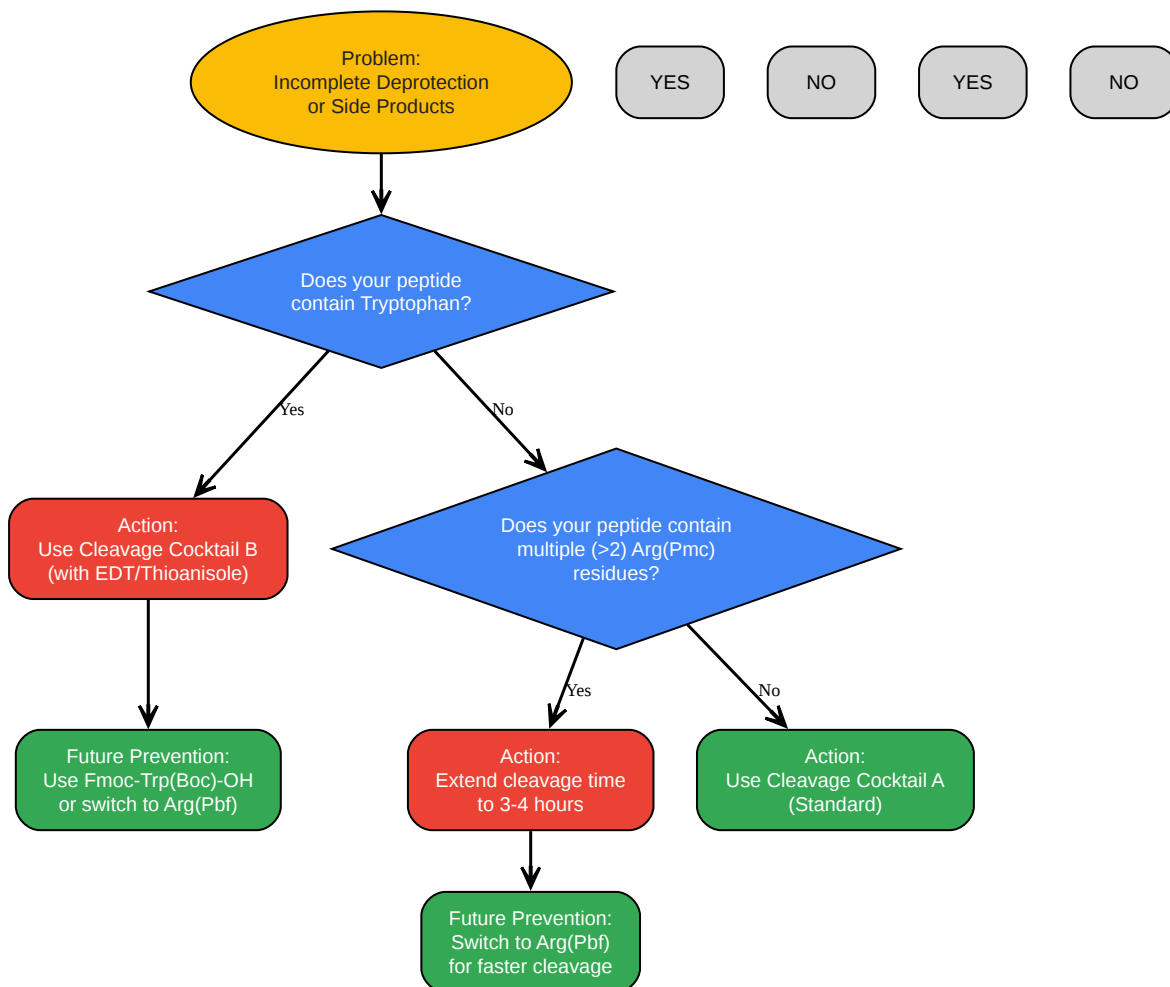 Problem:
Incomplete Deprotection
or Side Products
YES
NO
YES
NO
Does your peptide
contain Tryptophan?
Yes
No
Action:
Use Cleavage Cocktail B
(with EDT/Thioanisole)
Does your peptide contain
multiple (>2) Arg(Pmc)
residues?
Yes
No
Future Prevention:
Use Fmoc-Trp(Boc)-OH
or switch to Arg(Pbf)
Action:
Extend cleavage time
to 3-4 hours
Action:
Use Cleavage Cocktail A
(Standard)
Future Prevention:
Switch to Arg(Pbf)
for faster cleavage